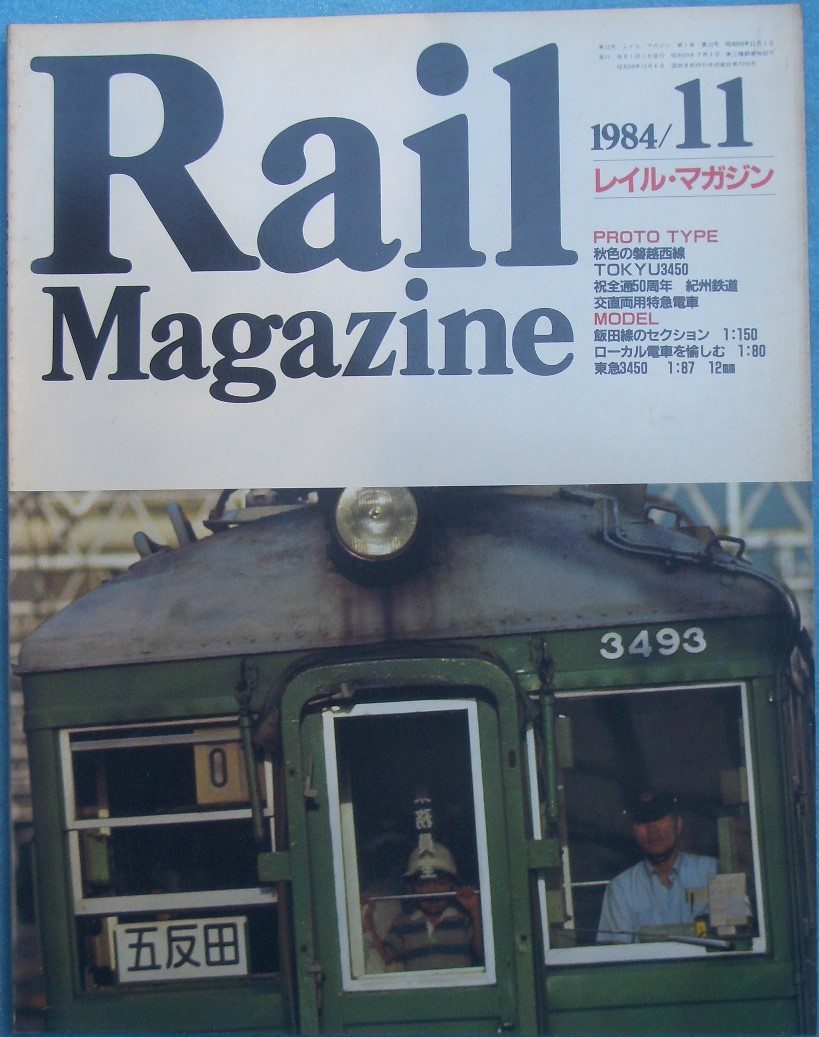 Rail
Magazine
1984/11
レイル・マガジン
PROTO TYPE
秋色の磐越西線
TOKYU3450
祝全通50周年 紀州鉄道
交直両用特急電車
MODEL
飯田線のセクション 1:150
ローカル電車を愉しむ 1:80
東急3450 1:87 12mm
3493
0
務員室
五反田